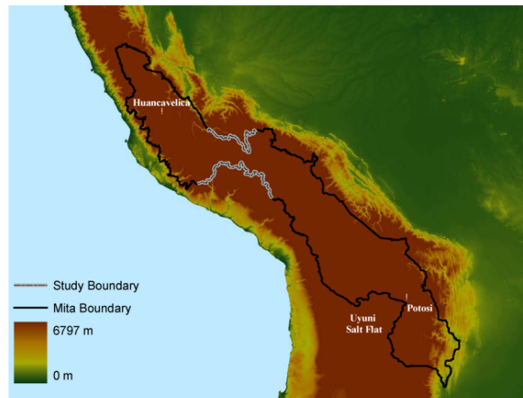 Huancavelica
Study Boundary
Mita Boundary
6797 m
0 m
Potosi
Uyuni
Salt Flat